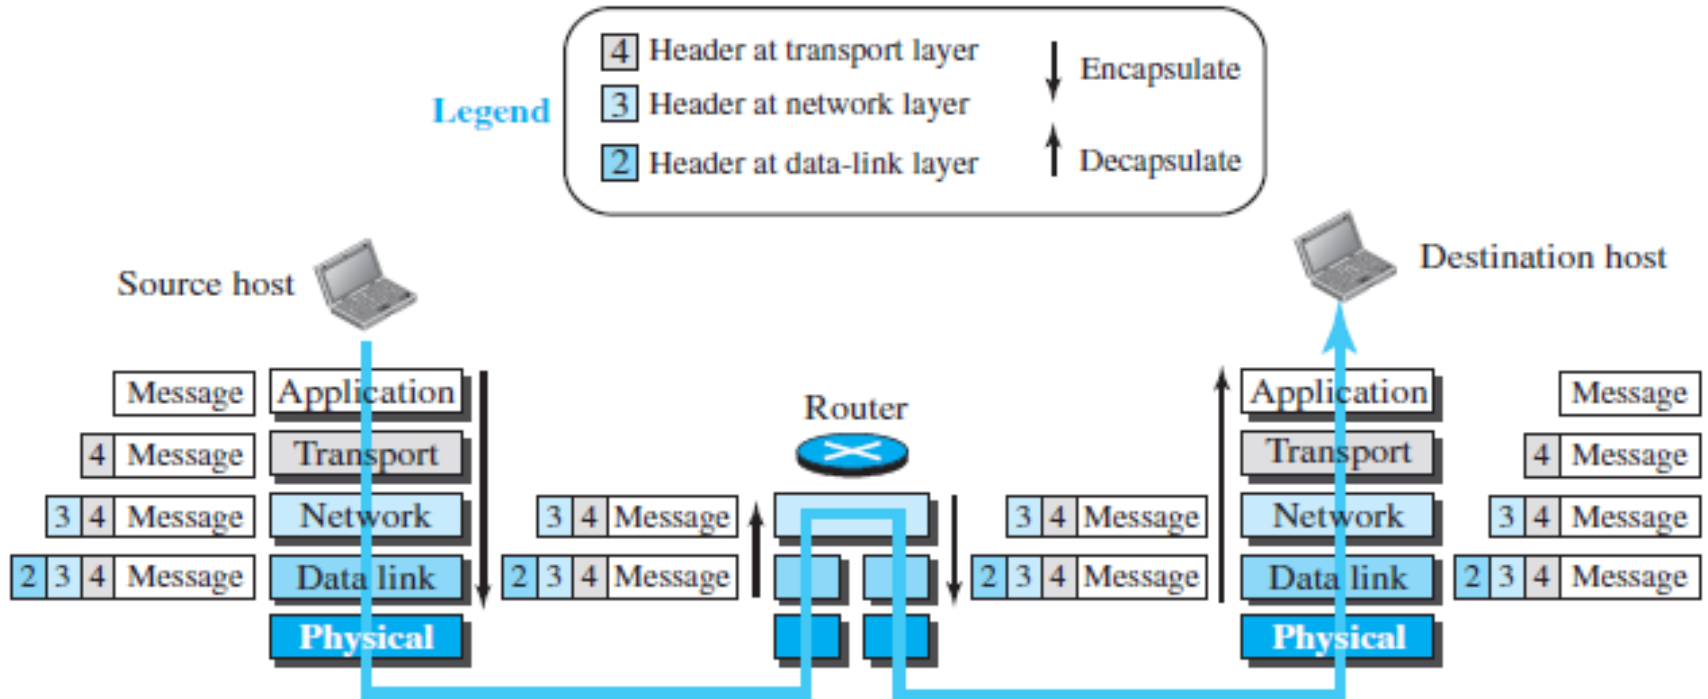 Legend
4 Header at transport layer
3 Header at network layer
2 Header at data-link layer
Encapsulate
Decapsulate
Source host
Destination host
Message Application
4 Message Transport
3 4 Message Network
2 3 4 Message Data link
Physical
Router
3 4 Message
2 3 4 Message
3 4 Message
2 3 4 Message
Application Message
Transport 4 Message
Network 3 4 Message
Data link 2 3 4 Message
Physical